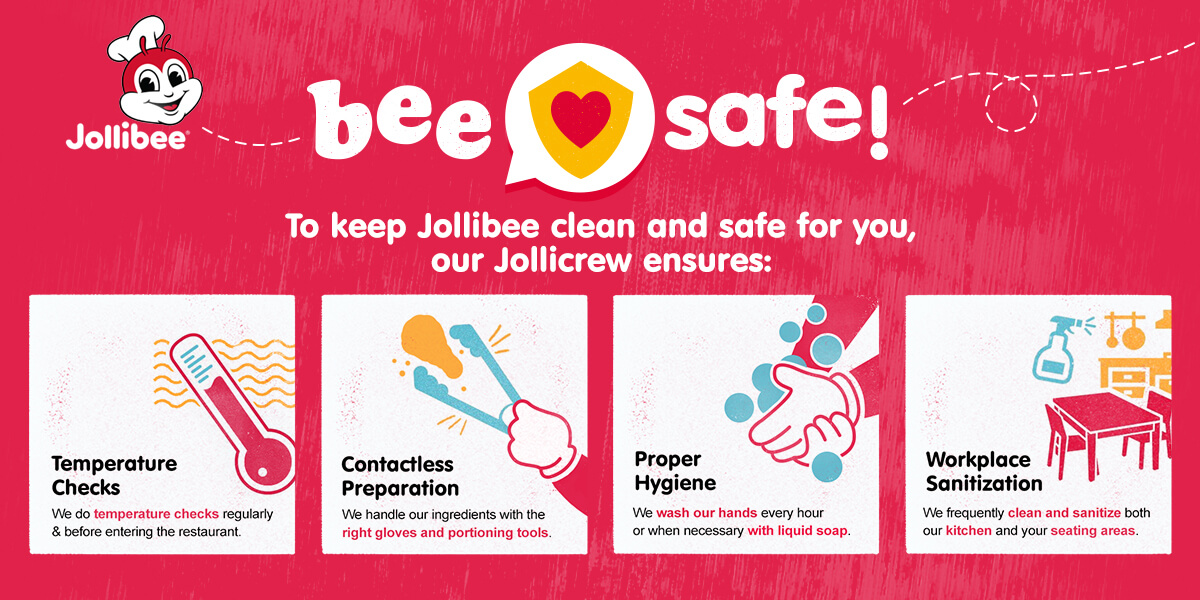 Jollibee®
bee safe!
To keep Jollibee clean and safe for you,
our Jollicrew ensures:
Temperature
Checks
We do temperature checks regularly
& before entering the restaurant.
Contactless
Preparation
We handle our ingredients with the
right gloves and portioning tools.
Proper
Hygiene
We wash our hands every hour
or when necessary with liquid soap.
Workplace
Sanitization
We frequently clean and sanitize both
our kitchen and your seating areas.